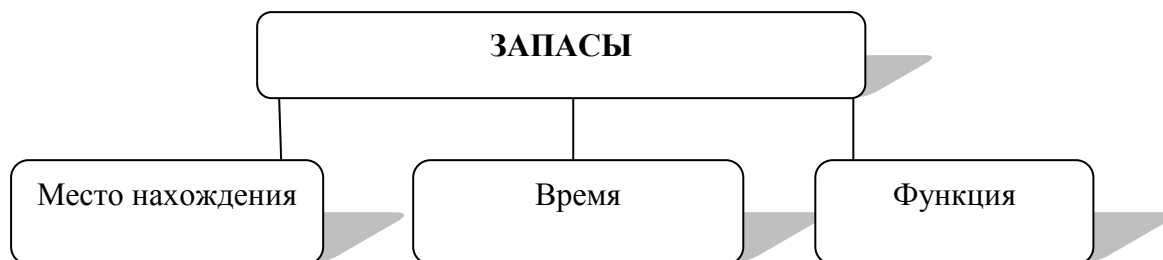 ЗАПАСЫ
Место нахождения
Время
Функция